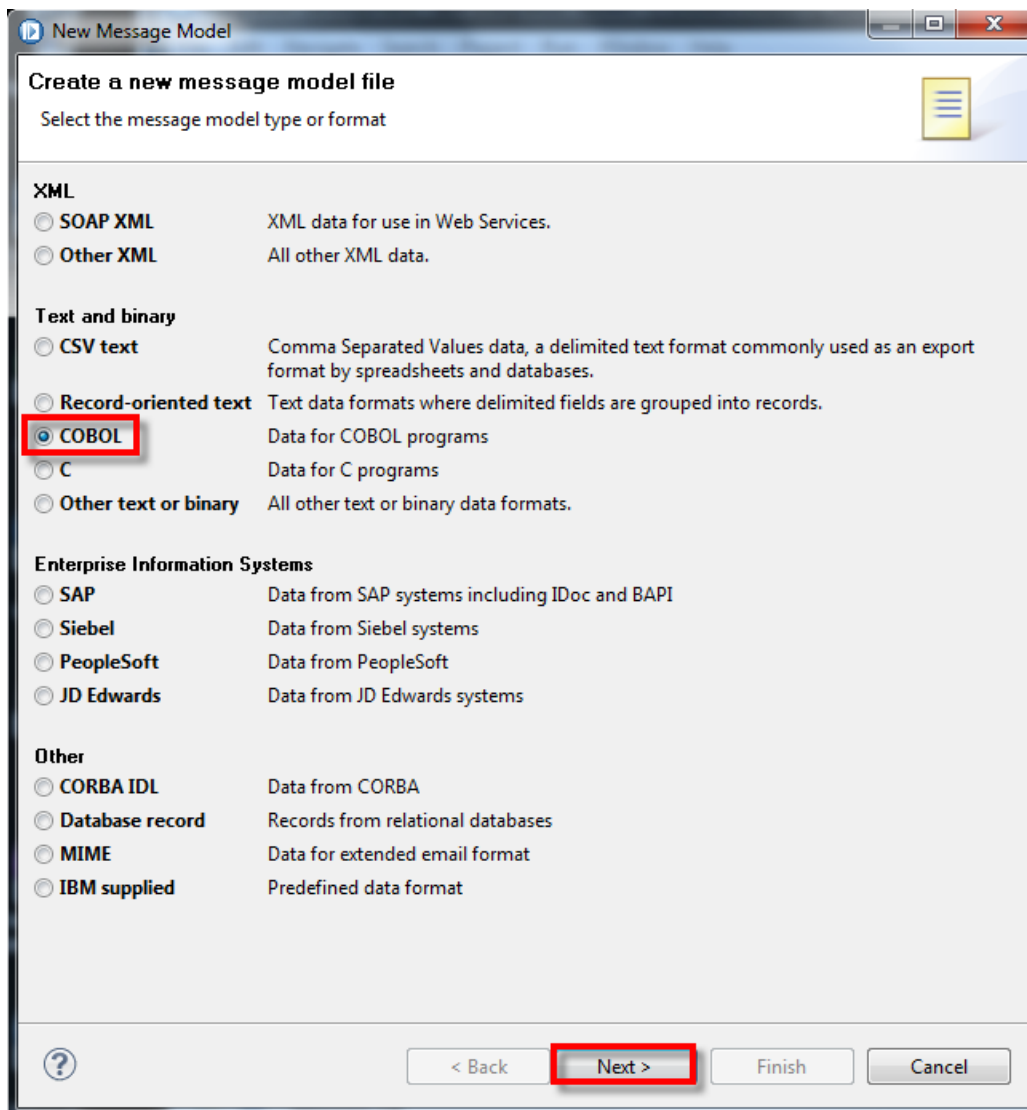 New Message Model
Create a new message model file
Select the message model type or format
XML
SOAP XML XML data for use in Web Services.
Other XML All other XML data.
Text and binary
CSV text Comma Separated Values data, a delimited text format commonly used as an export
format by spreadsheets and databases.
Record-oriented text Text data formats where delimited fields are grouped into records.
COBOL Data for COBOL programs
C Data for C programs
Other text or binary All other text or binary data formats.
Enterprise Information Systems
SAP Data from SAP systems including IDoc and BAPI
Siebel Data from Siebel systems
PeopleSoft Data from PeopleSoft
JD Edwards Data from JD Edwards systems
Other
CORBA IDL Data from CORBA
Database record Records from relational databases
MIME Data for extended email format
IBM supplied Predefined data format
? < Back Next > Finish Cancel